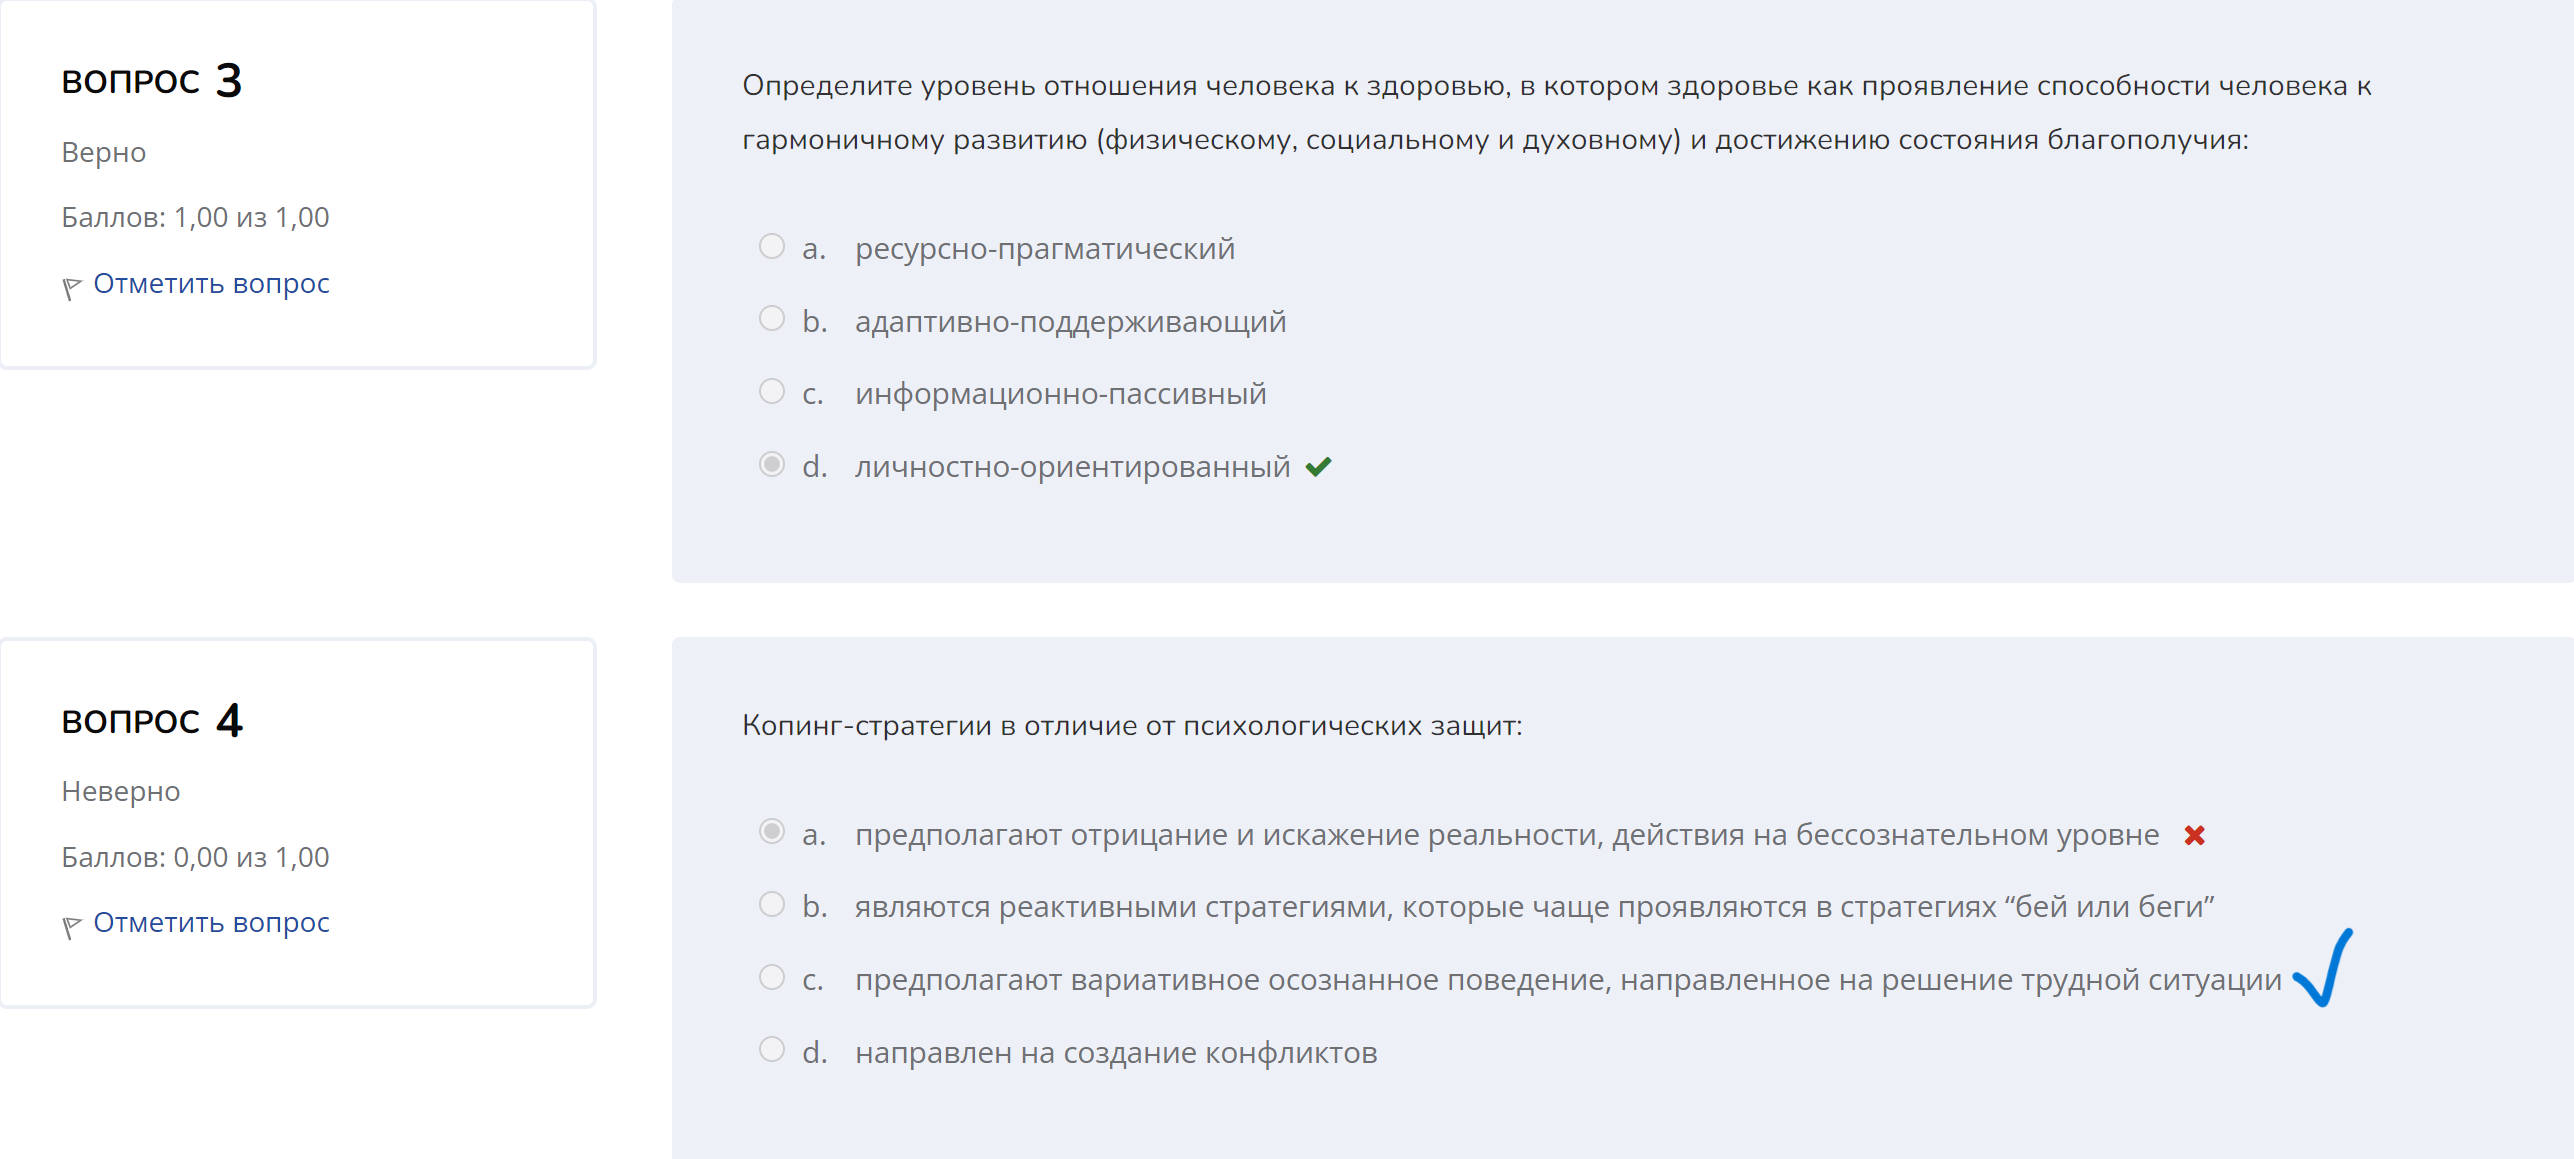 ВОПРОС 3
Верно
Баллов: 1,00 из 1,00
Отметить вопрос
Определите уровень отношения человека к здоровью, в котором здоровье как проявление способности человека к
гармоничному развитию (физическому, социальному и духовному) и достижению состояния благополучия:
a. ресурсно-прагматический
b. адаптивно-поддерживающий
c. информационно-пассивный
d. личностно-ориентированный
ВОПРОС 4
Неверно
Баллов: 0,00 из 1,00
Отметить вопрос
Копинг-стратегии в отличие от психологических защит:
a. предполагают отрицание и искажение реальности, действия на бессознательном уровне
b. являются реактивными стратегиями, которые чаще проявляются в стратегиях “бей или беги”
c. предполагают вариативное осознанное поведение, направленное на решение трудной ситуации
d. направлен на создание конфликтов